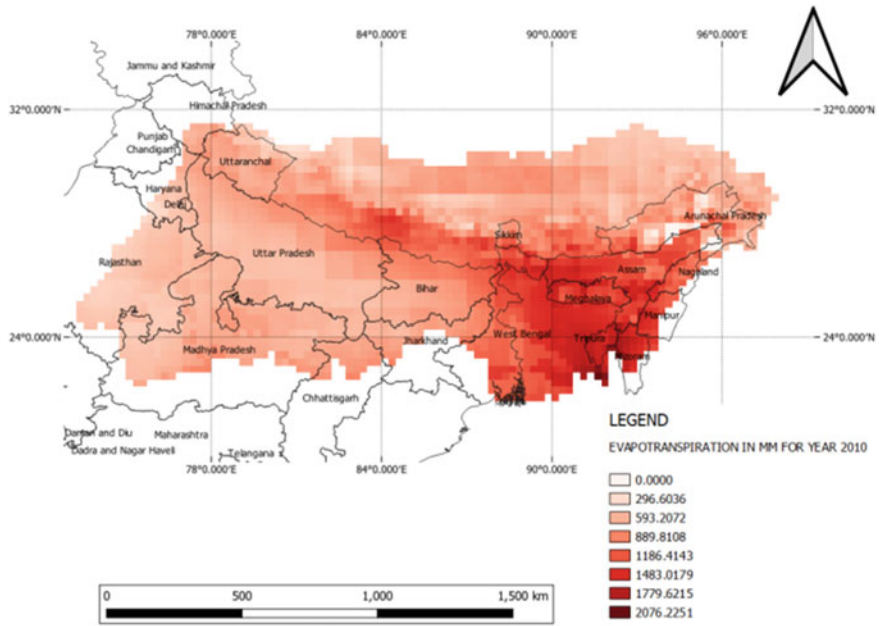 78°0.000'E 84°0.000'E 90°0.000'E 96°0.000'E
Jammu and Kashmir
32°0.000'N 32°0.000'N
Himachal Pradesh
Punjab
Chandigarh
Uttaranchal
Haryana
Delhi
Arunachal Pradesh
Sikkim
Uttar Pradesh
Rajasthan
Assam
Nagaland
Bihar
Meghalaya
Manipur
24°0.000'N 24°0.000'N
West Bengal
Jharkhand
Tripura
Madhya Pradesh
Mizoram
Chhattisgarh
Daman and Diu
Maharashtra
Dadra and Nagar Haveli
Telangana
78°0.000'E 84°0.000'E 90°0.000'E
LEGEND
EVAPOTRANSPIRATION IN MM FOR YEAR 2010
0.0000
296.6036
593.2072
889.8108
1186.4143
1483.0179
1779.6215
2076.2251
0 500 1,000 1,500 km